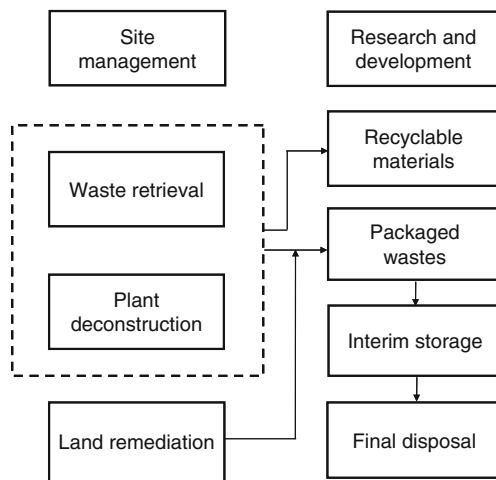 Site
management
Research and
development
Recyclable
materials
Waste retrieval
Packaged
wastes
Plant
deconstruction
Interim storage
Land remediation
Final disposal